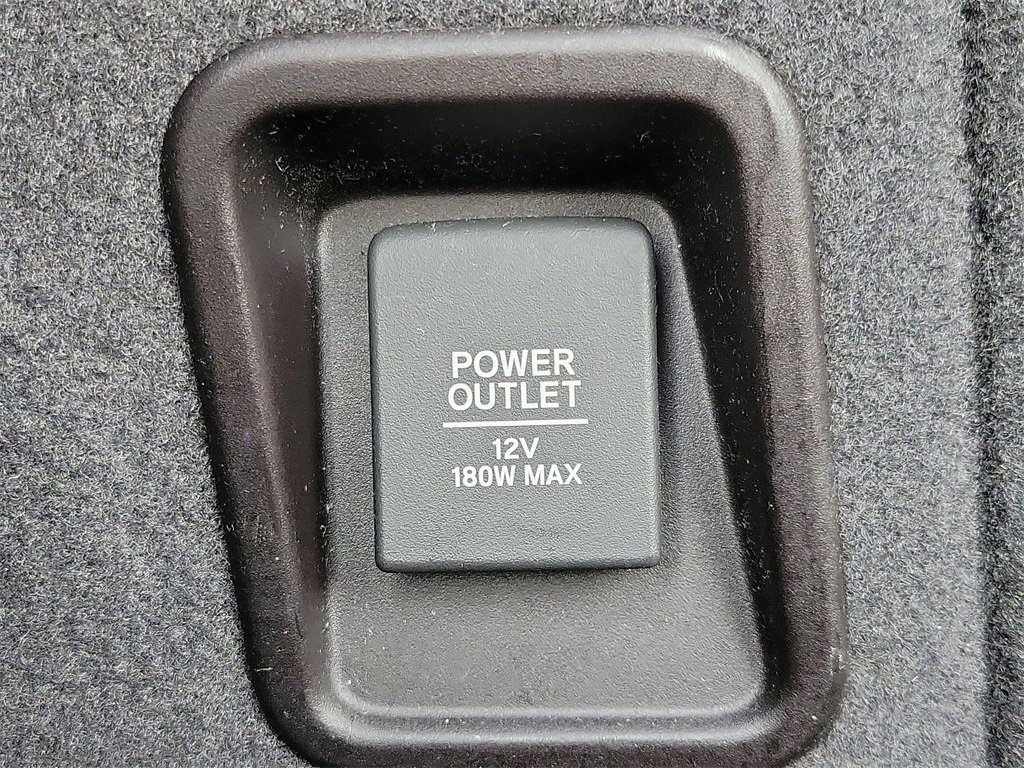 POWER
OUTLET
12V
180W MAX